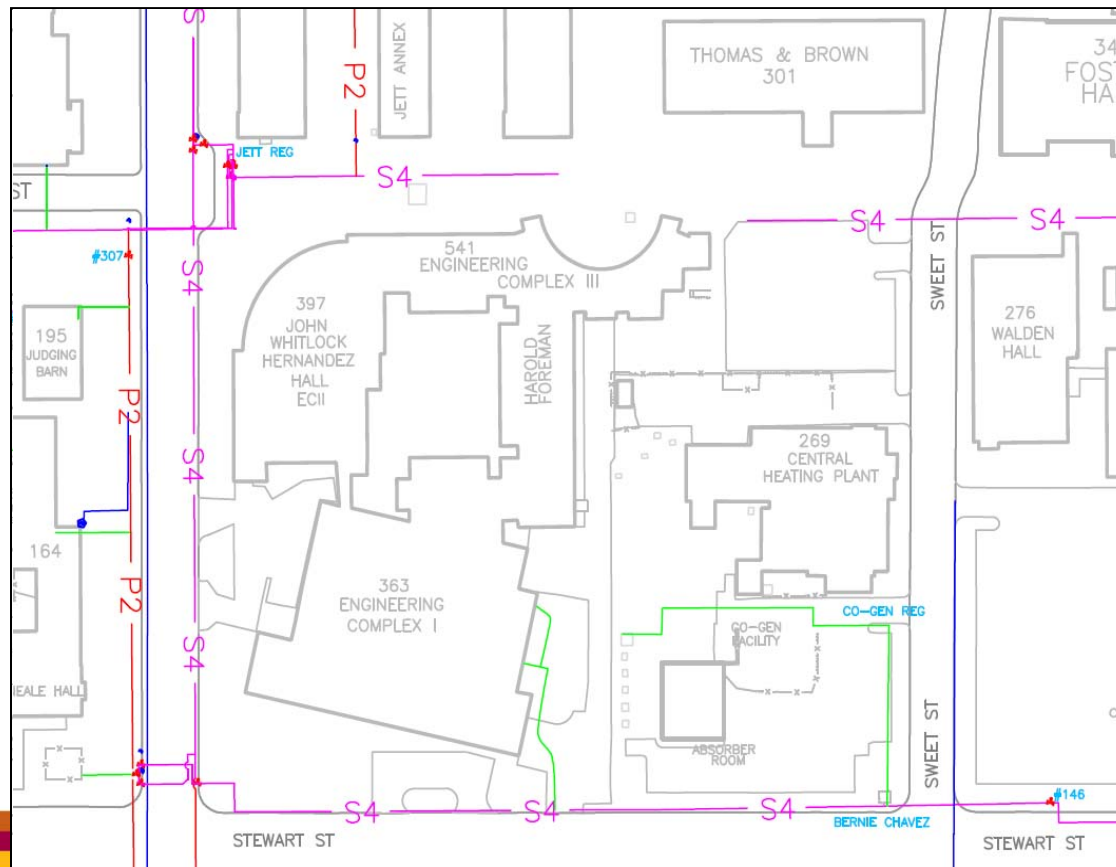 S
P2
JETT ANNEX
THOMAS & BROWN
301
34
FOS
HA
JETT REG
S4
ST
S4
S4
SWEET ST
#307
S4
541
ENGINEERING
COMPLEX III
397
JOHN
WHITLOCK
HERNANDEZ
HALL
ECII
HAROLD
FOREMAN
276
WALDEN
HALL
195
JUDGING
BARN
P2
S4
269
CENTRAL
HEATING PLANT
164
P2
363
ENGINEERING
COMPLEX I
CO-GEN REG
CO-GEN
FACILITY
S4
NEALE HALL
SWEET ST
ABSORBER
ROOM
#146
S4
S4
S4
BERNIE CHAVEZ
STEWART ST
STEWART ST